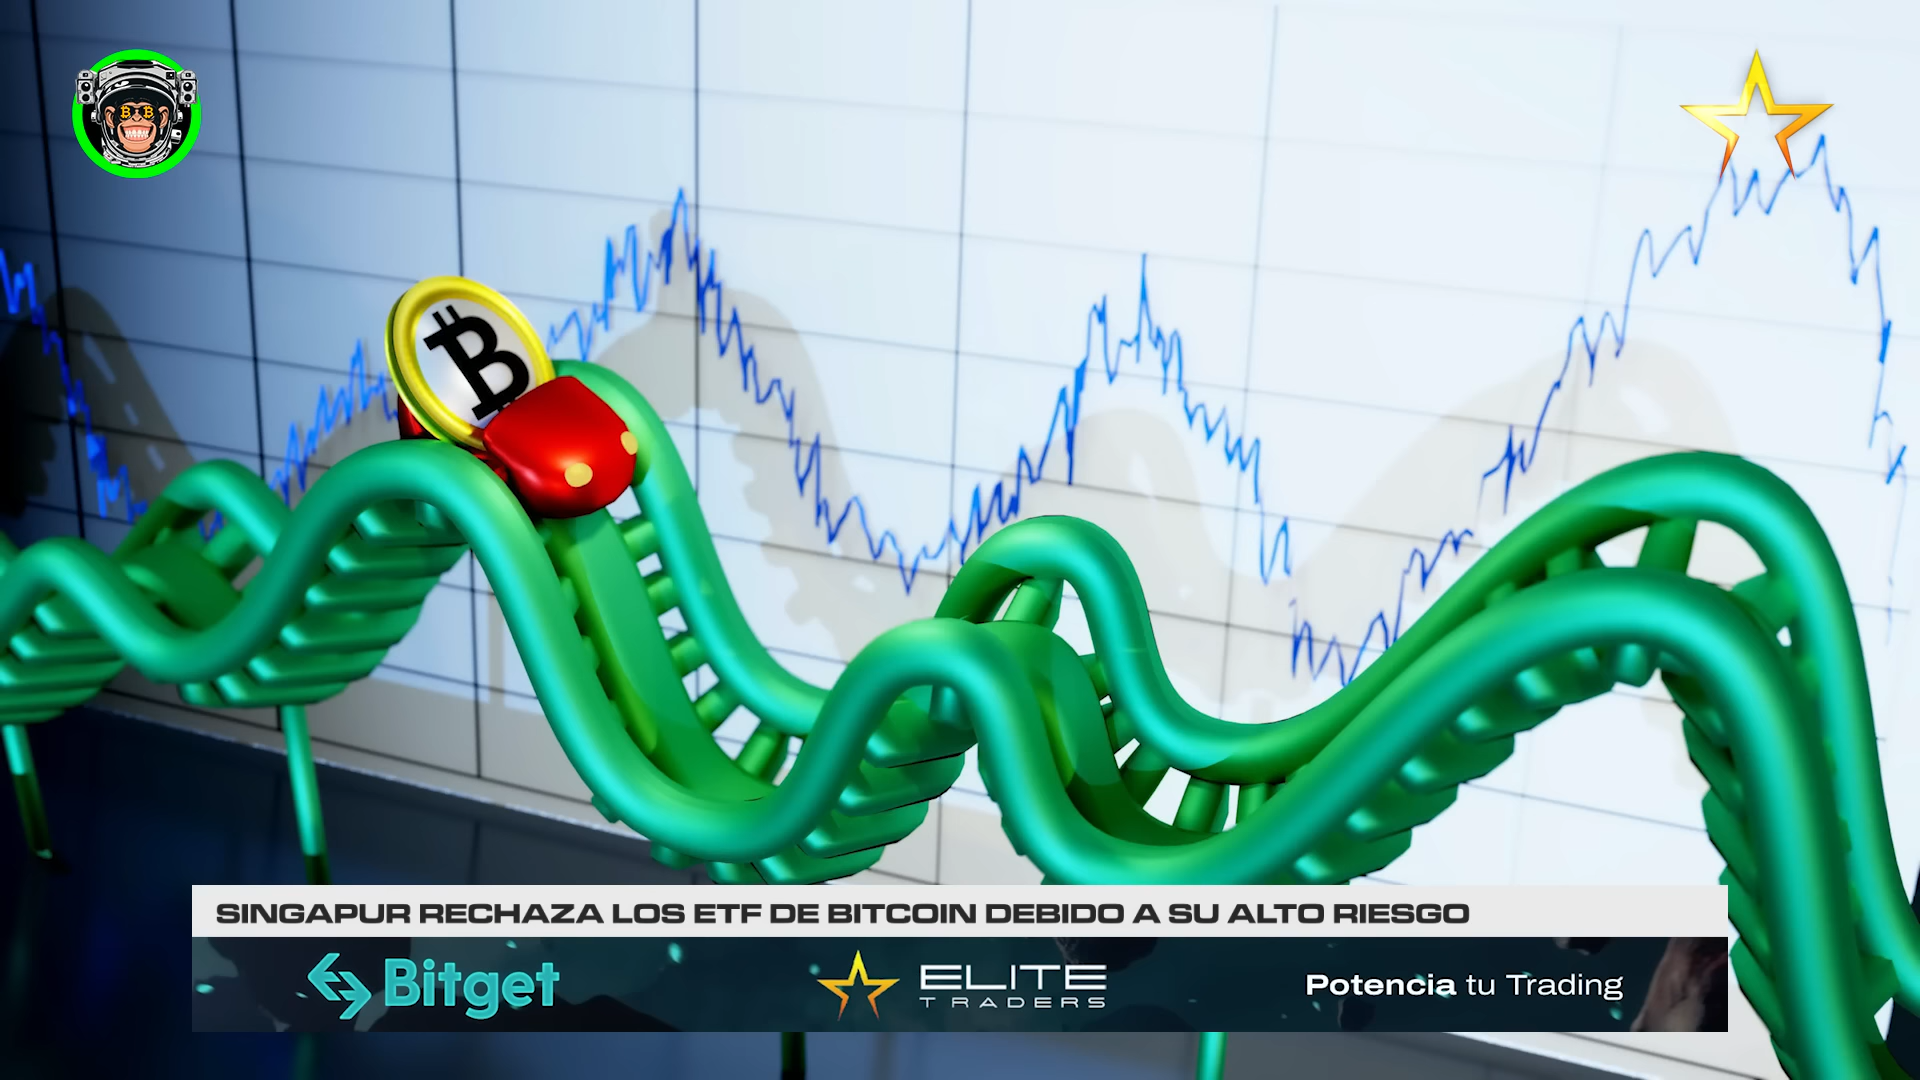 SINGAPUR RECHAZA LOS ETF DE BITCOIN DEBIDO A SU ALTO RIESGO
Bitget
ELITE
TRADERS
Potencia tu Trading